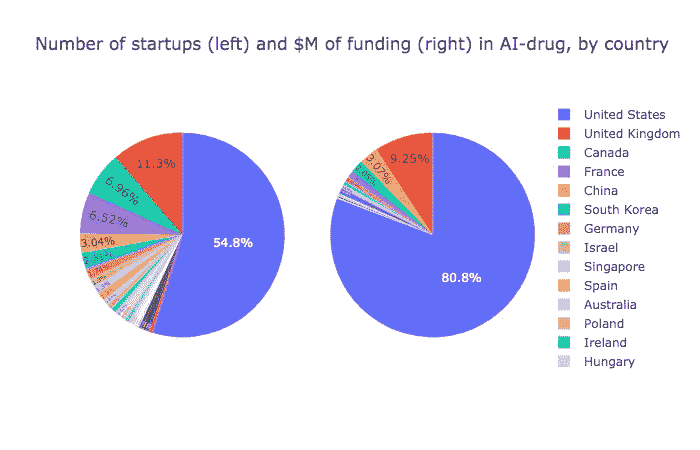 Number of startups (left) and $M of funding (right) in AI-drug, by country
11.3%
6.96%
6.52%
3.04%
54.8%
9.25%
3.07%
80.8%
United States
United Kingdom
Canada
France
China
South Korea
Germany
Israel
Singapore
Spain
Australia
Poland
Ireland
Hungary